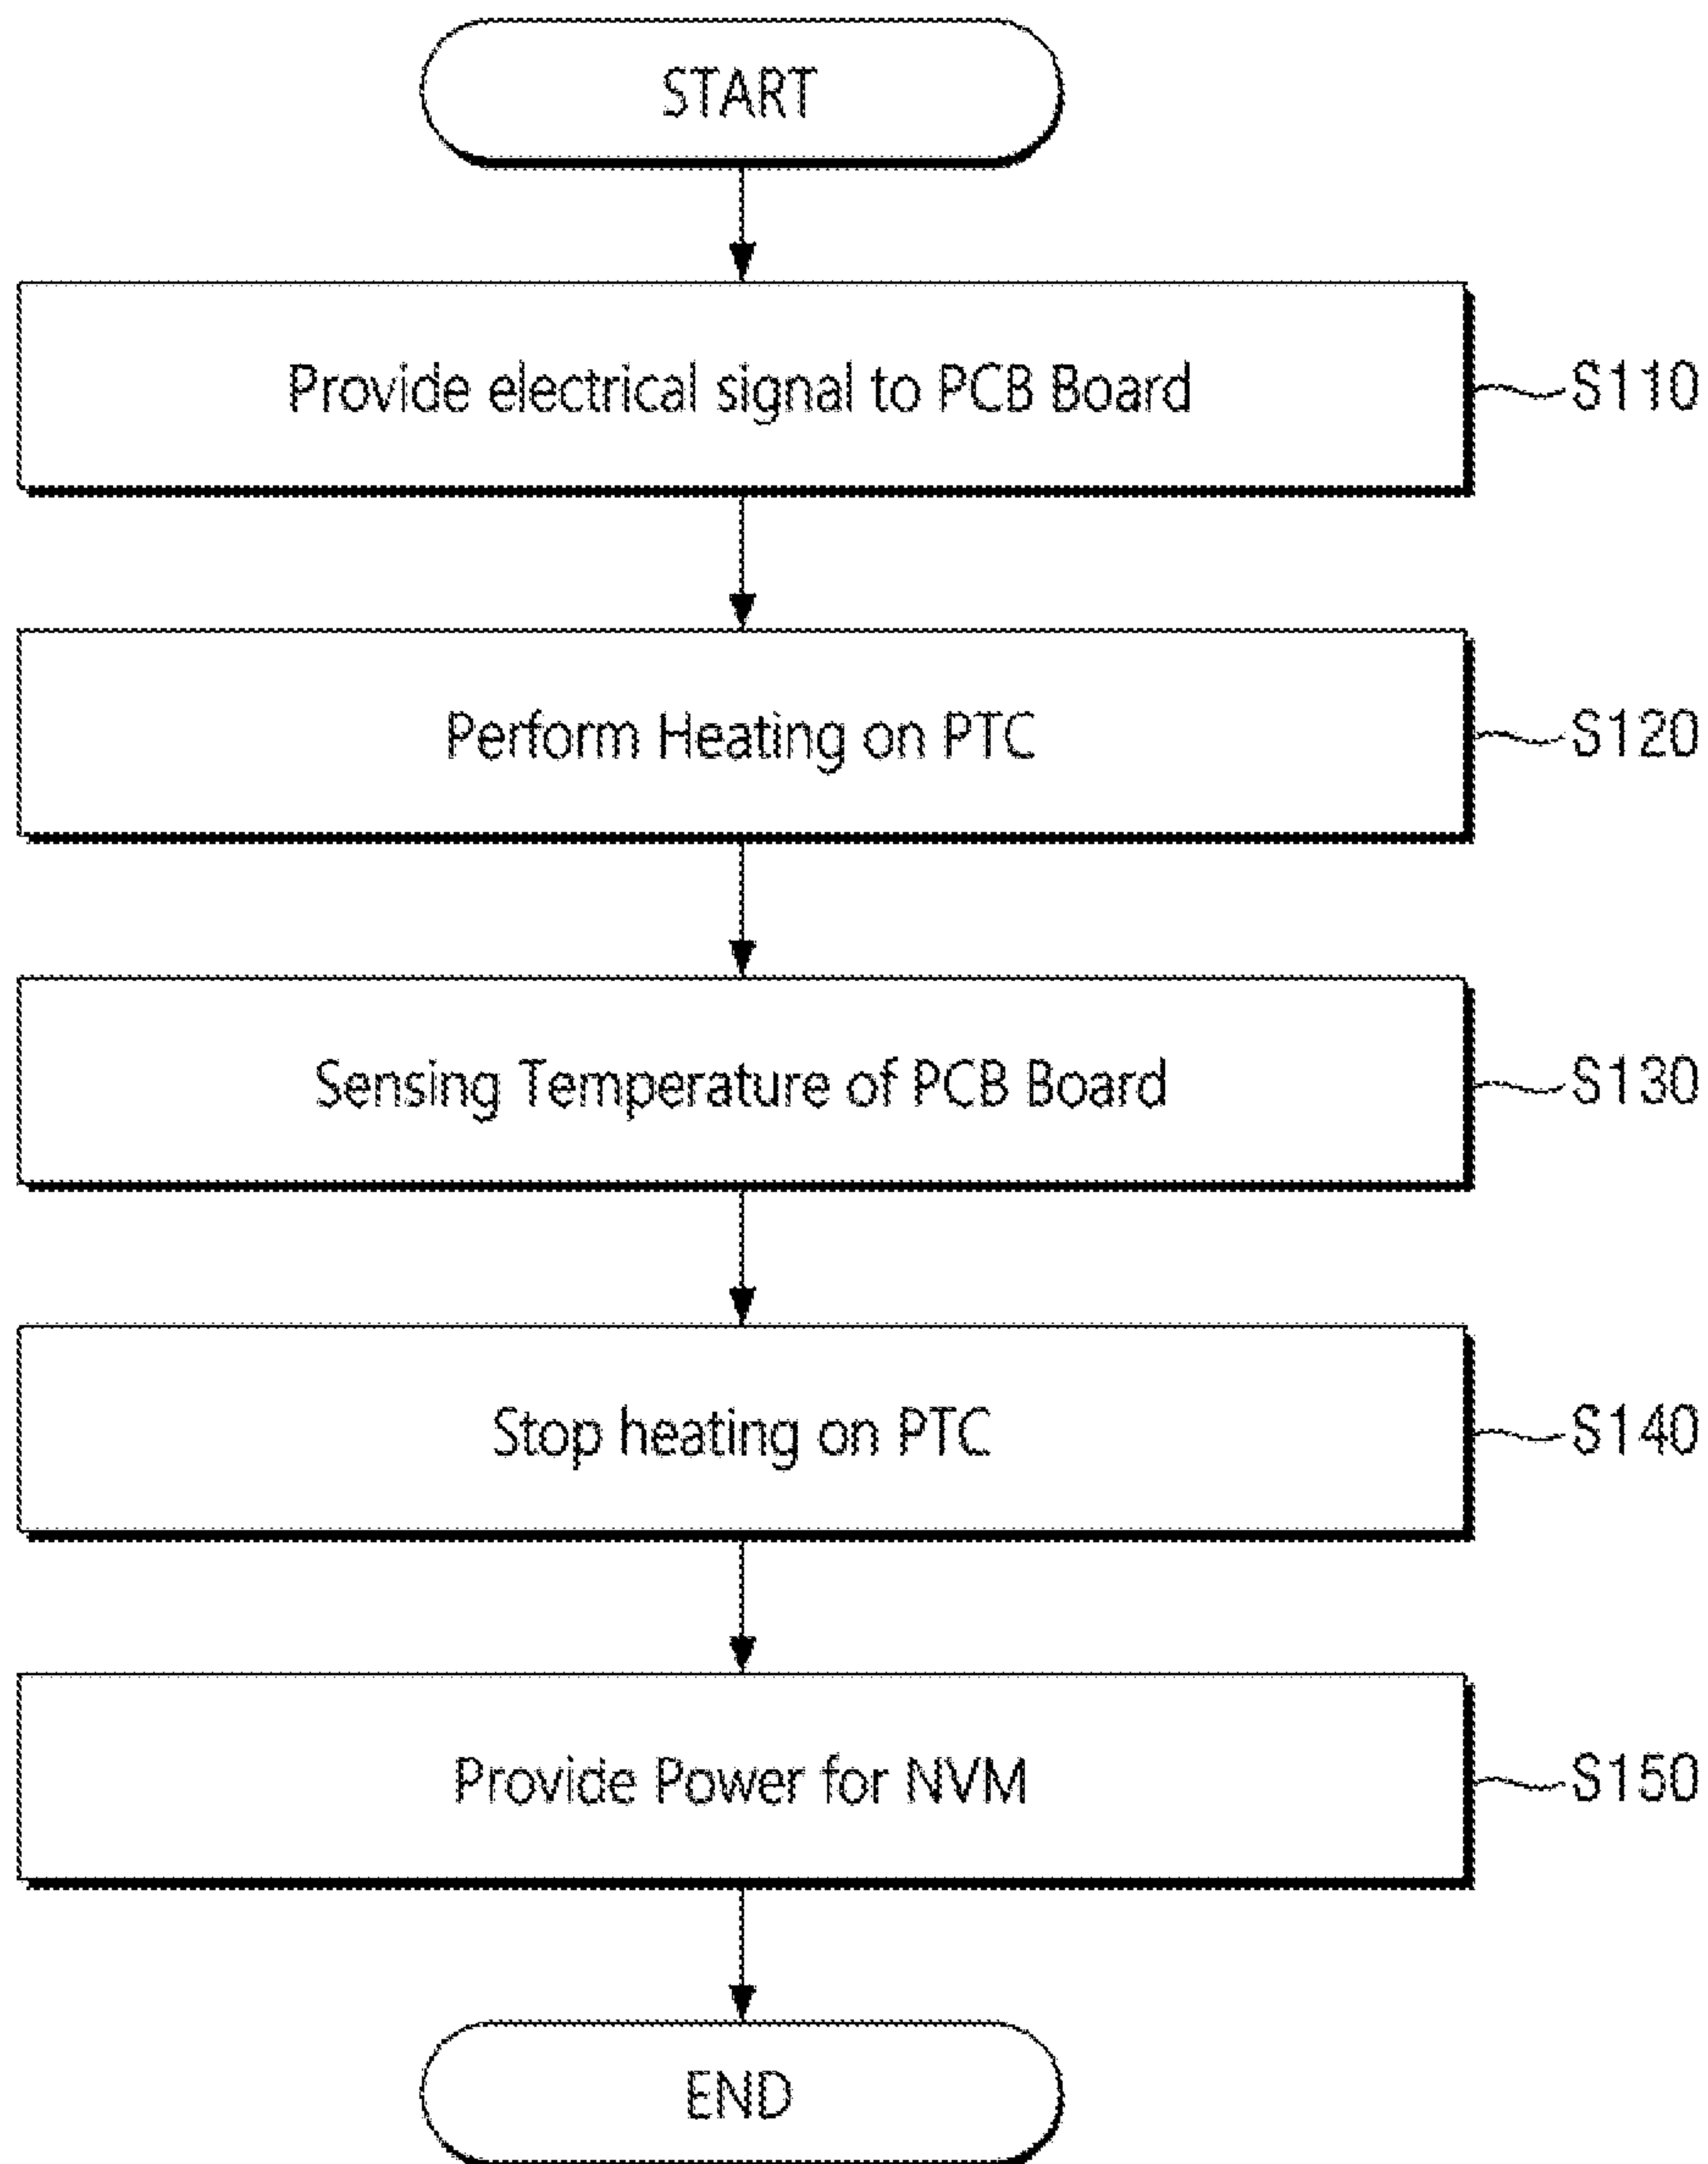 START
Provide electrical signal to PCB Board
S110
Perform Heating on PTC
S120
Sensing Temperature of PCB Board
S130
Stop heating on PTC
S140
Provide Power for NVM
S150
END